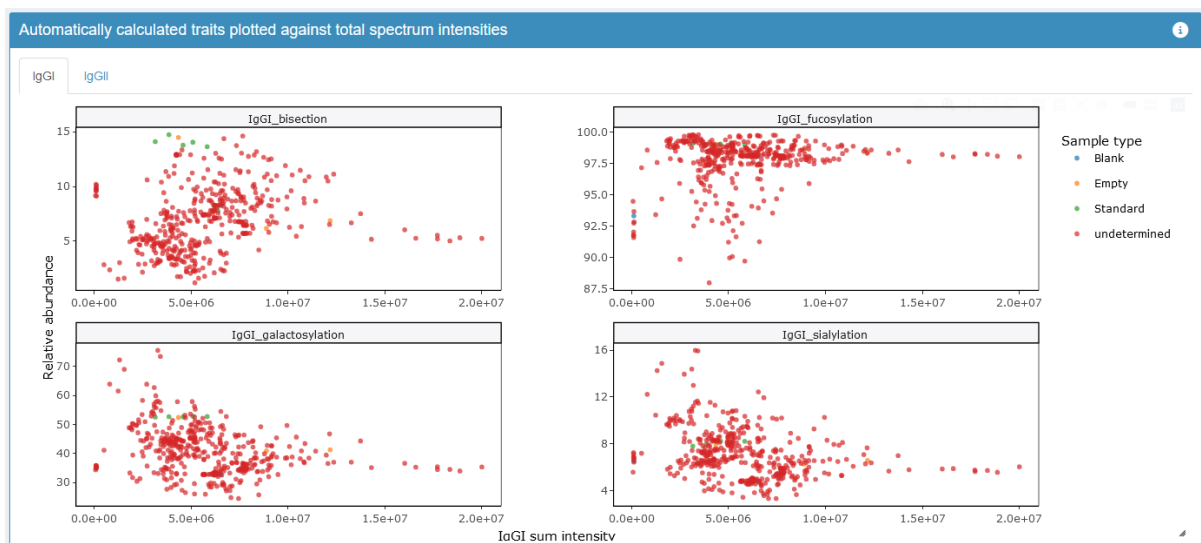 Automatically calculated traits plotted against total spectrum intensities
IgGI IgGII
IgGI_bisection
15
10
5
0.0e+00 5.0e+06 1.0e+07 1.5e+07 2.0e+07
IgGI_fucosylation
100.0
97.5
95.0
92.5
90.0
87.5
0.0e+00 5.0e+06 1.0e+07 1.5e+07 2.0e+07
Sample type
Blank
Empty
Standard
undetermined
Relative abundance
IgGI_galactosylation
70
60
50
40
30
0.0e+00 5.0e+06 1.0e+07 1.5e+07 2.0e+07
IgGI_sialylation
16
12
8
4
0.0e+00 5.0e+06 1.0e+07 1.5e+07 2.0e+07
IgGI sum intensity